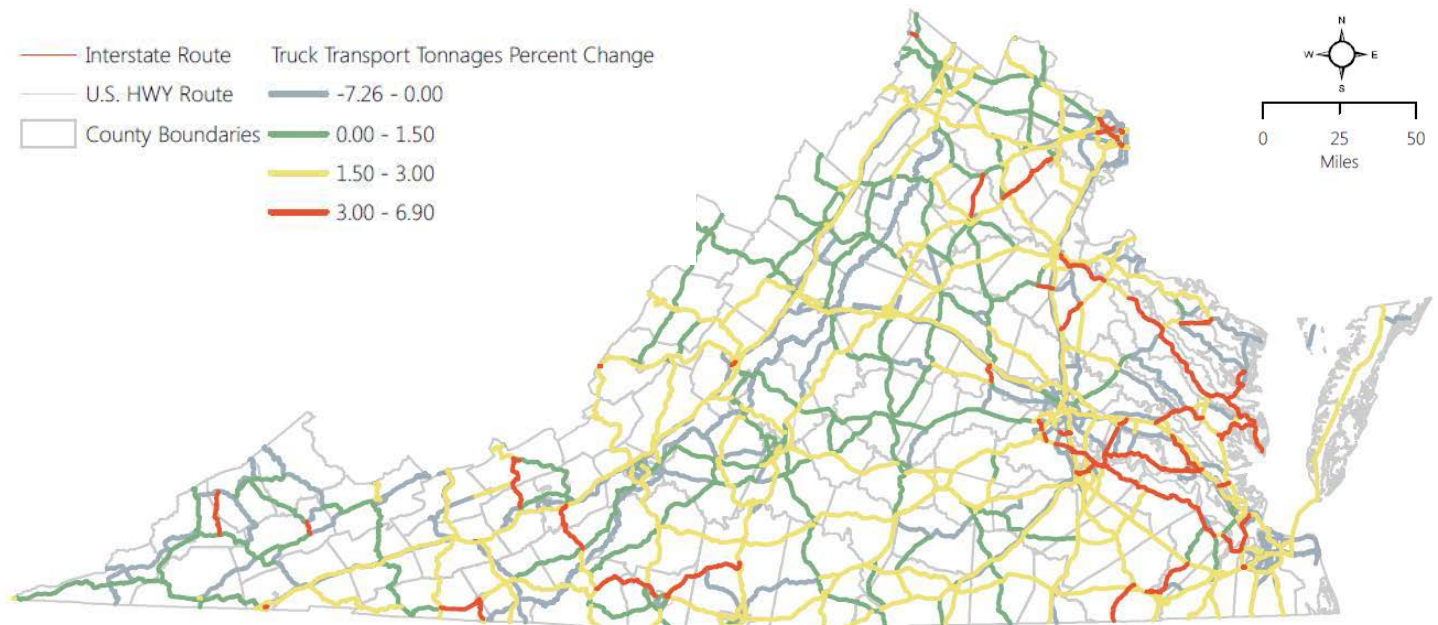 Interstate Route
U.S. HWY Route
County Boundaries
Truck Transport Tonnages Percent Change
-7.26 - 0.00
0.00 - 1.50
1.50 - 3.00
3.00 - 6.90
N
W E
S
0 25 50
Miles